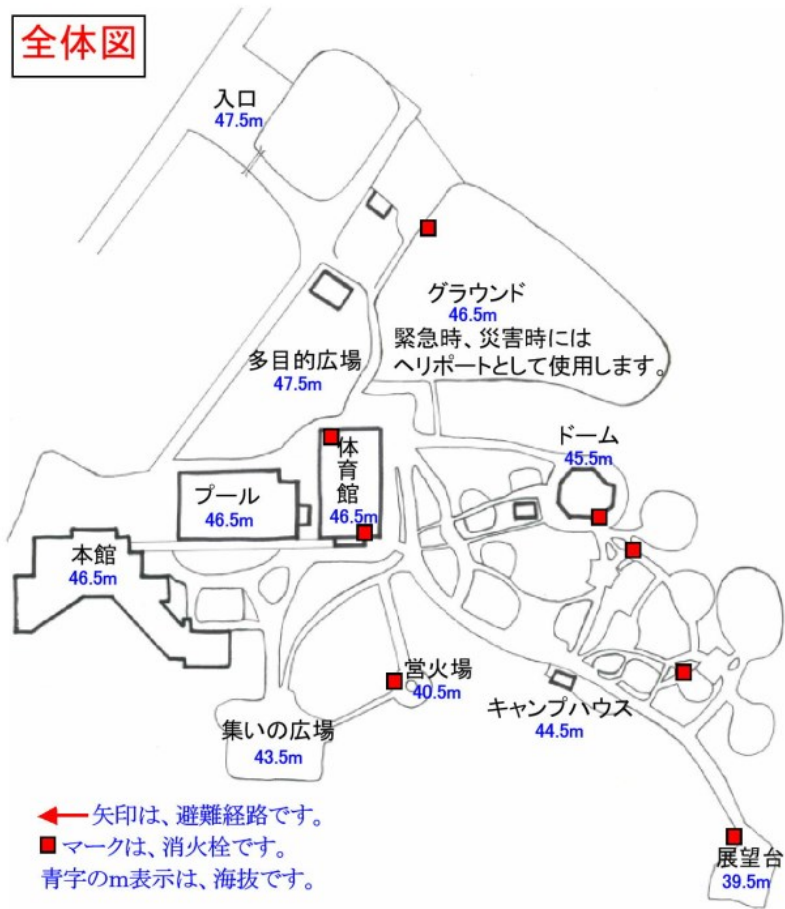 全体図
入口
47.5m
グラウンド
46.5m
緊急時、災害時には
ヘリポートとして使用します。
多目的広場
47.5m
ドーム
45.5m
体育館
46.5m
プール
46.5m
本館
46.5m
営火場
40.5m
キャンプハウス
44.5m
集いの広場
43.5m
矢印は、避難経路です。
マークは、消火栓です。
青字のm表示は、海抜です。
展望台
39.5m